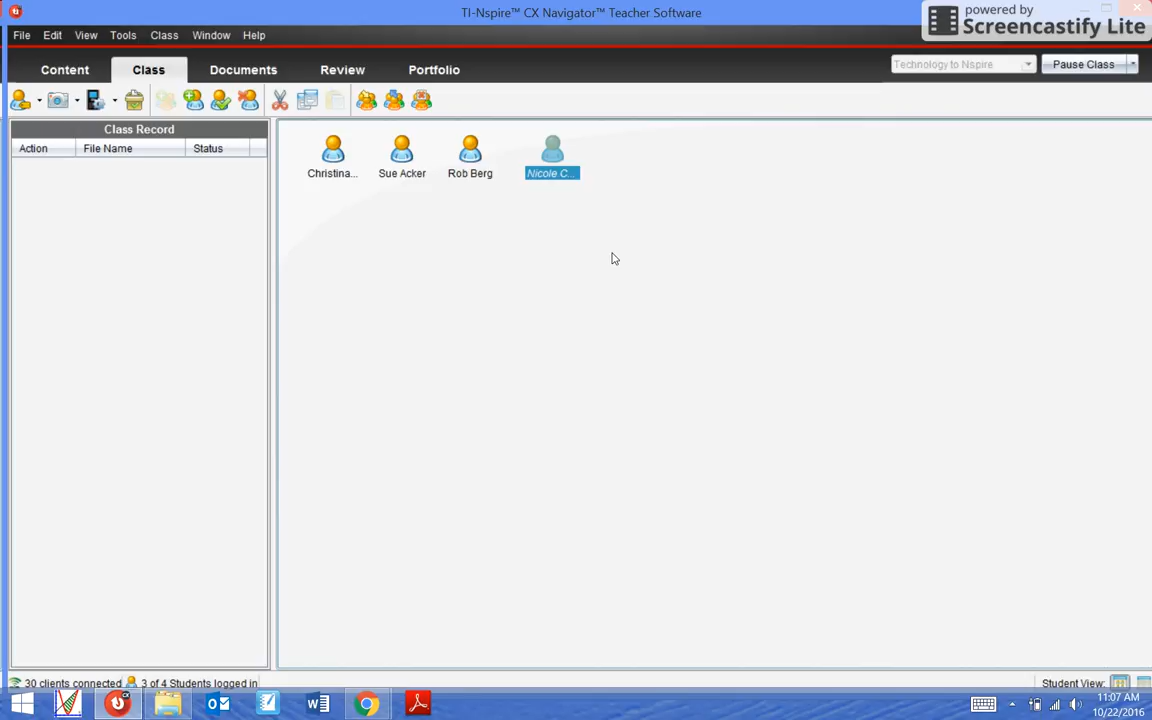 TI-Nspire™ CX Navigator™ Teacher Software
powered by
Screencastify Lite
File Edit View Tools Class Window Help
Content Class Documents Review Portfolio
Technology to Nspire Pause Class
Class Record
Action File Name Status
Christina... Sue Acker Rob Berg Nicole C...
30 clients connected 3 of 4 Students logged in
Student View:
11:07 AM
10/22/2016